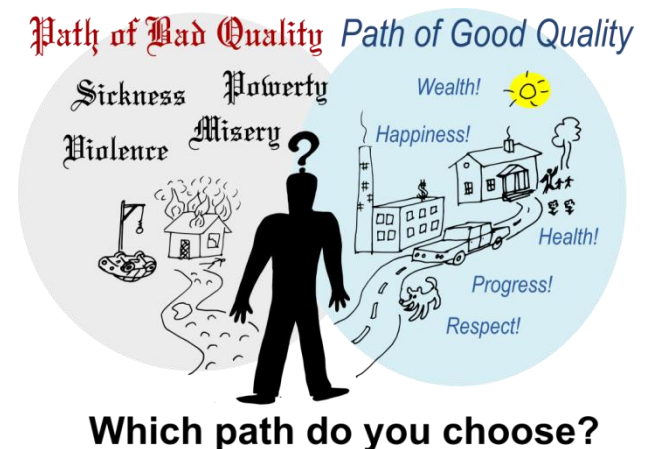 Path of Bad Quality
Path of Good Quality
Sickness
Powerty
Violence
Misery
?
Wealth!
Happiness!
$
Health!
Progress!
Respect!
Which path do you choose?